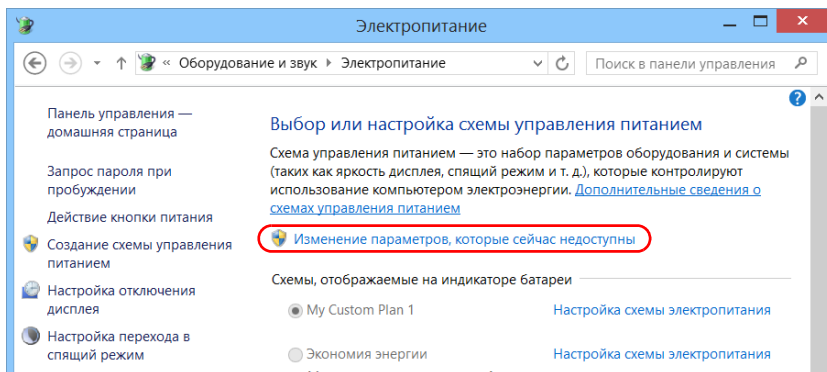 Электропитание
« Оборудование и звук Электропитание
Поиск в панели управления
Панель управления —
домашняя страница
Запрос пароля при
пробуждении
Действие кнопки питания
Создание схемы управления
питанием
Настройка отключения
дисплея
Настройка перехода в
спящий режим
Выбор или настройка схемы управления питанием
Схема управления питанием — это набор параметров оборудования и системы
(таких как яркость дисплея, спящий режим и т. д.), которые контролируют
использование компьютером электроэнергии. Дополнительные сведения о
схемах управления питанием
Изменение параметров, которые сейчас недоступны
Схемы, отображаемые на индикаторе батареи
My Custom Plan 1 Настройка схемы электропитания
Экономия энергии Настройка схемы электропитания